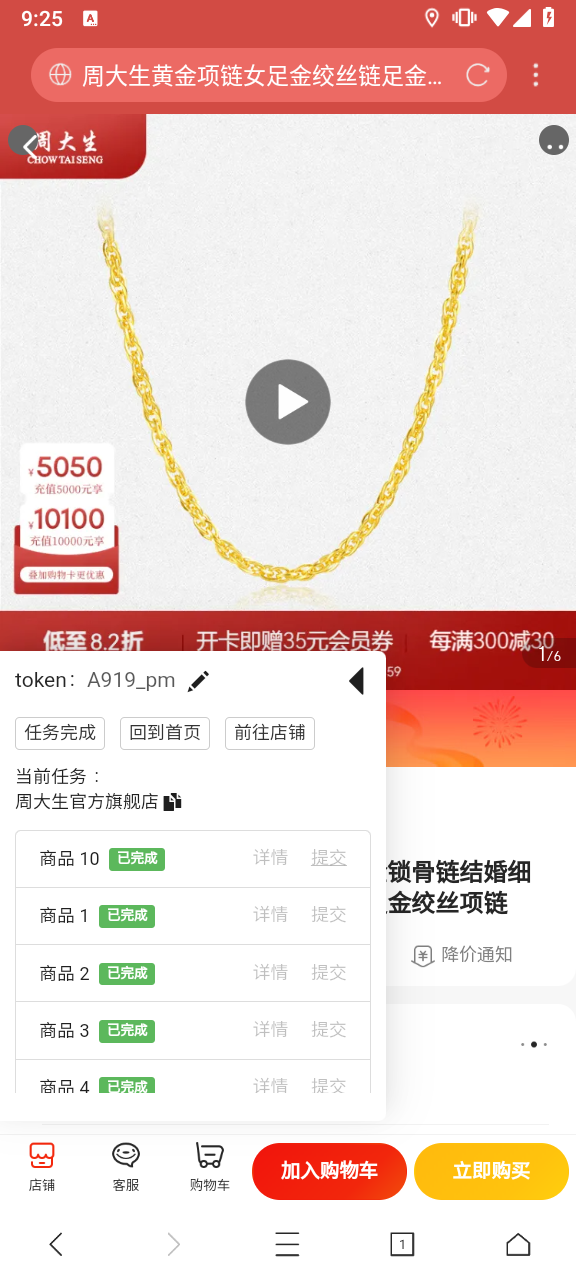 9:25 A
周大生黄金项链女足金绞丝链足金...
周大生
CHOW TAI SENG
¥5050
充值5000元享
¥10100
充值10000元享
叠加购物卡更优惠
低至8.2折 开卡即赠35元会员券 每满300减30
1/6
59
token： A919_pm
任务完成 回到首页 前往店铺
当前任务：
周大生官方旗舰店
商品 10 已完成 详情 提交
锁骨链结婚细
商品 1 已完成 详情 提交
金绞丝项链
降价通知
商品 2 已完成 详情 提交
商品 3 已完成 详情 提交
商品 4 已完成 详情 提交
店铺 客服 购物车 加入购物车 立即购买
1